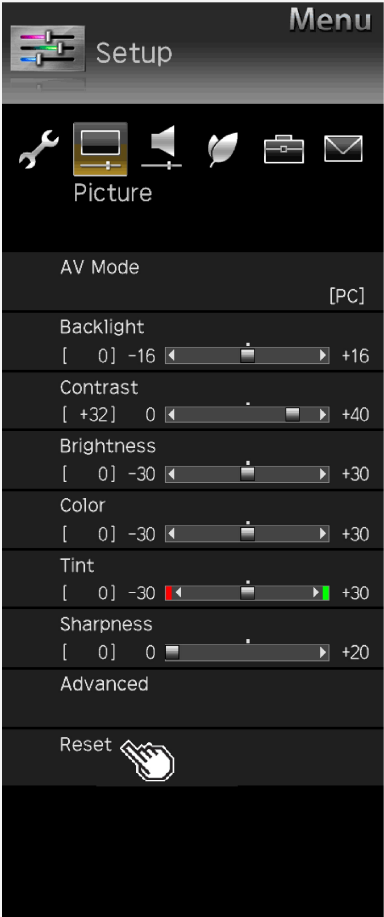 Menu
Setup
Picture
AV Mode
[PC]
Backlight
[ 0] -16 +16
Contrast
[ +32] 0 +40
Brightness
[ 0] -30 +30
Color
[ 0] -30 +30
Tint
[ 0] -30 +30
Sharpness
[ 0] 0 +20
Advanced
Reset